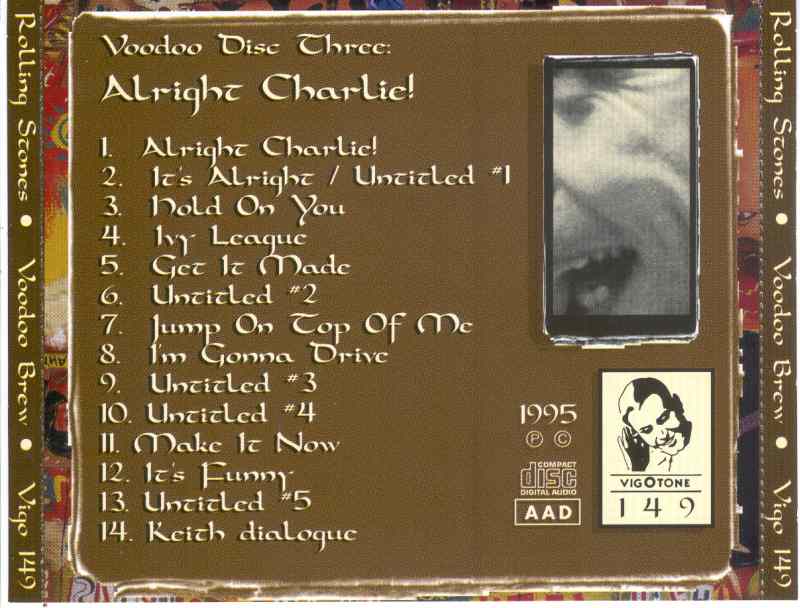 Voodoo Disc Three:
Alright Charlie!
1. Alright Charlie!
2. It's Alright / Untitled #1
3. Hold On You
4. Ivy League
5. Get It Made
6. Untitled #2
7. Jump On Top Of Me
8. I'm Gonna Drive
9. Untitled #3
10. Untitled #4
11. Make It Now
12. It's Funny
13. Untitled #5
14. Keith dialogue
1995
Ⓟ ©
COMPACT
disc
DIGITAL AUDIO
AAD
VIGOTONE
149
Rolling Stones • Voodoo Brew • Vigo 149
Rolling Stones • Voodoo Brew • Vigo 149